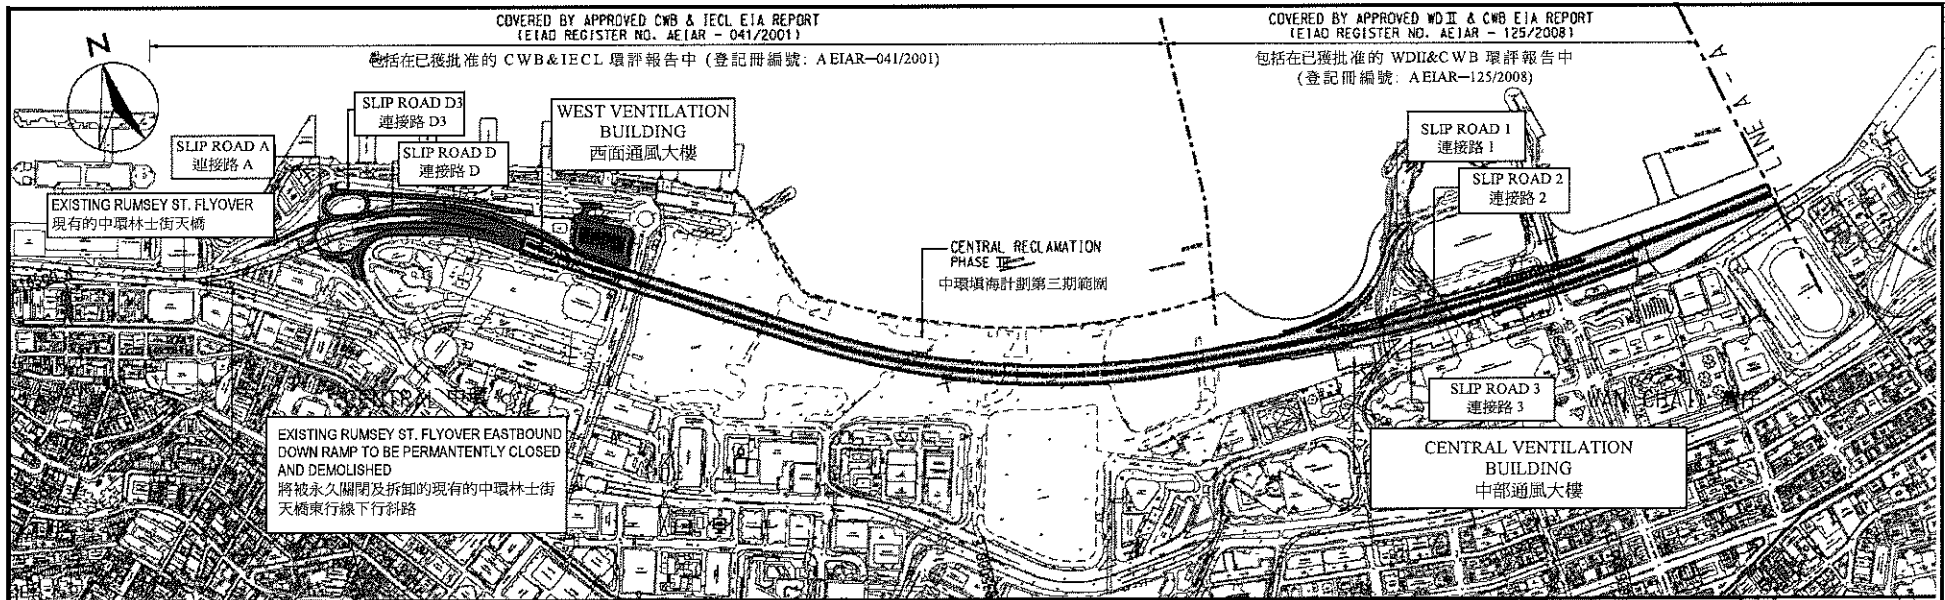 COVERED BY APPROVED CWB & IECL EIA REPORT
(EIAO REGISTER NO. AEIAR - 041/2001)
包括在已獲批准的 CWB&IECL 環評報告中 (登記冊編號: AEIAR—041/2001)
COVERED BY APPROVED WDII & CWB EIA REPORT
(EIAO REGISTER NO. AEIAR - 125/2008)
包括在已獲批准的 WDII&CWB 環評報告中
(登記冊編號: AEIAR—125/2008)
N
LINE A - A
SLIP ROAD D3
連接路 D3
WEST VENTILATION
BUILDING
西面通風大樓
SLIP ROAD A
連接路 A
SLIP ROAD D
連接路 D
EXISTING RUMSEY ST. FLYOVER
現有的中環林士街天橋
SLIP ROAD 1
連接路 1
SLIP ROAD 2
連接路 2
CENTRAL RECLAMATION
PHASE III
中環填海計劃第三期範圍
SLIP ROAD 3
連接路 3
CENTRAL 中環
WAN CHAI 灣仔
EXISTING RUMSEY ST. FLYOVER EASTBOUND
DOWN RAMP TO BE PERMANTENTLY CLOSED
AND DEMOLISHED
將被永久關閉及拆卸的現有的中環林士街
天橋東行線下行斜路
CENTRAL VENTILATION
BUILDING
中部通風大樓